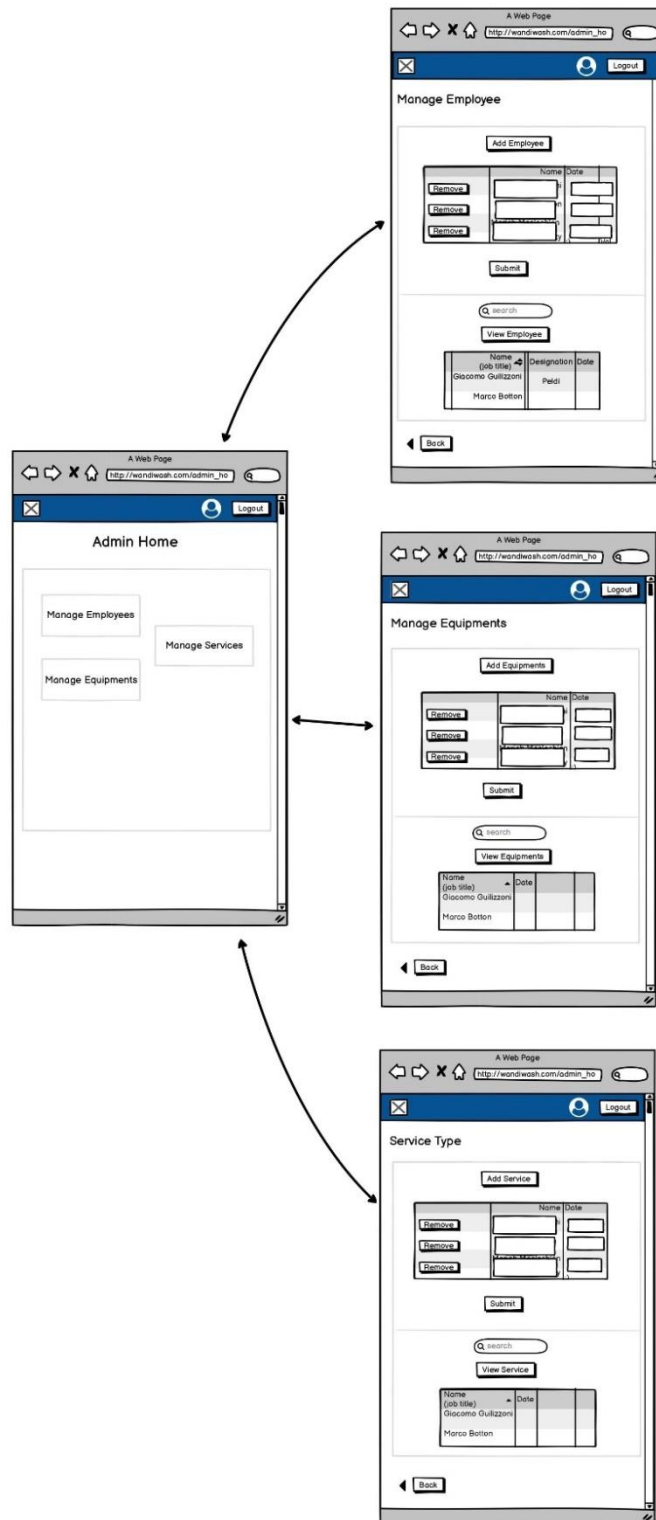 A Web Page
http://wandiwash.com/admin_ho
Logout
Manage Employee
Add Employee
Name Date
Remove
Remove
Remove
Submit
search
View Employee
Name
(job title) Designation Date
Giacomo Guilizzoni
Peldi
Marco Botton
Back
A Web Page
http://wandiwash.com/admin_ho
Logout
Admin Home
Manage Employees
Manage Services
Manage Equipments
A Web Page
http://wandiwash.com/admin_ho
Logout
Manage Equipments
Add Equipments
Name Date
Remove
Remove
Remove
Submit
search
View Equipments
Name
(job title) Date
Giacomo Guilizzoni
Marco Botton
Back
A Web Page
http://wandiwash.com/admin_ho
Logout
Service Type
Add Service
Name Date
Remove
Remove
Remove
Submit
search
View Service
Name
(job title) Date
Giacomo Guilizzoni
Marco Botton
Back